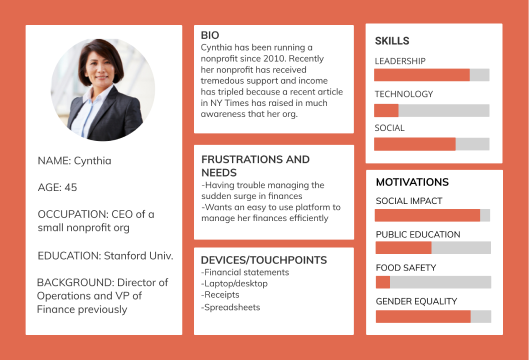 NAME: Cynthia
AGE: 45
OCCUPATION: CEO of a
small nonprofit org
EDUCATION: Stanford Univ.
BACKGROUND: Director of
Operations and VP of
Finance previously
BIO
Cynthia has been running a
nonprofit since 2010. Recently
her nonprofit has received
tremedous support and income
has tripled because a recent article
in NY Times has raised in much
awareness that her org.
FRUSTRATIONS AND
NEEDS
-Having trouble managing the
sudden surge in finances
-Wants an easy to use platform to
manage her finances efficiently
DEVICES/TOUCHPOINTS
-Financial statements
-Laptop/desktop
-Receipts
-Spreadsheets
SKILLS
LEADERSHIP
TECHNOLOGY
SOCIAL
MOTIVATIONS
SOCIAL IMPACT
PUBLIC EDUCATION
FOOD SAFETY
GENDER EQUALITY